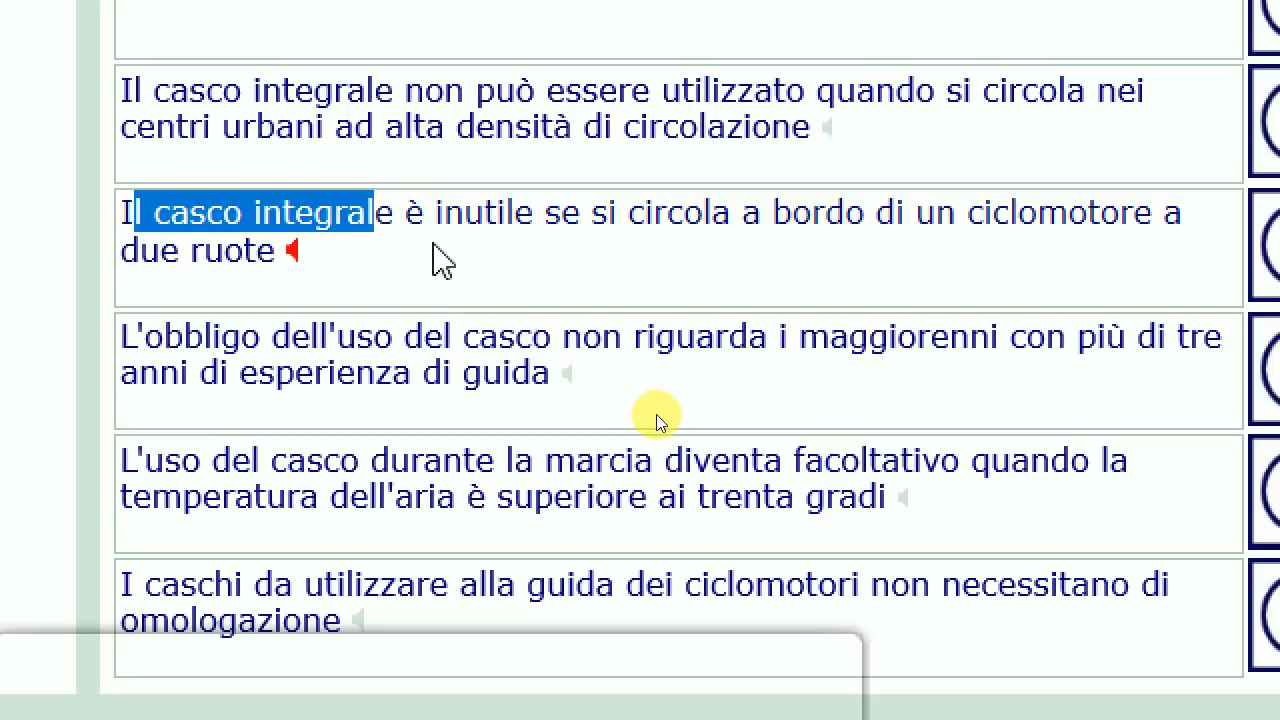 Il casco integrale non può essere utilizzato quando si circola nei
centri urbani ad alta densità di circolazione
Il casco integrale è inutile se si circola a bordo di un ciclomotore a
due ruote
L'obbligo dell'uso del casco non riguarda i maggiorenni con più di tre
anni di esperienza di guida
L'uso del casco durante la marcia diventa facoltativo quando la
temperatura dell'aria è superiore ai trenta gradi
I caschi da utilizzare alla guida dei ciclomotori non necessitano di
omologazione